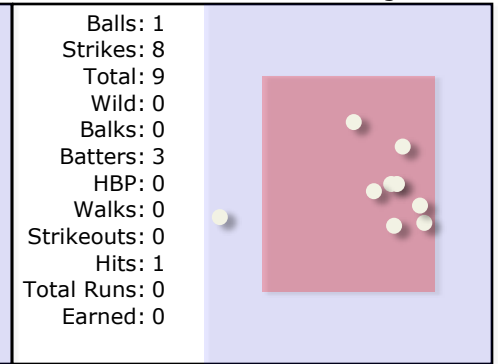 Balls: 1
Strikes: 8
Total: 9
Wild: 0
Balks: 0
Batters: 3
HBP: 0
Walks: 0
Strikeouts: 0
Hits: 1
Total Runs: 0
Earned: 0